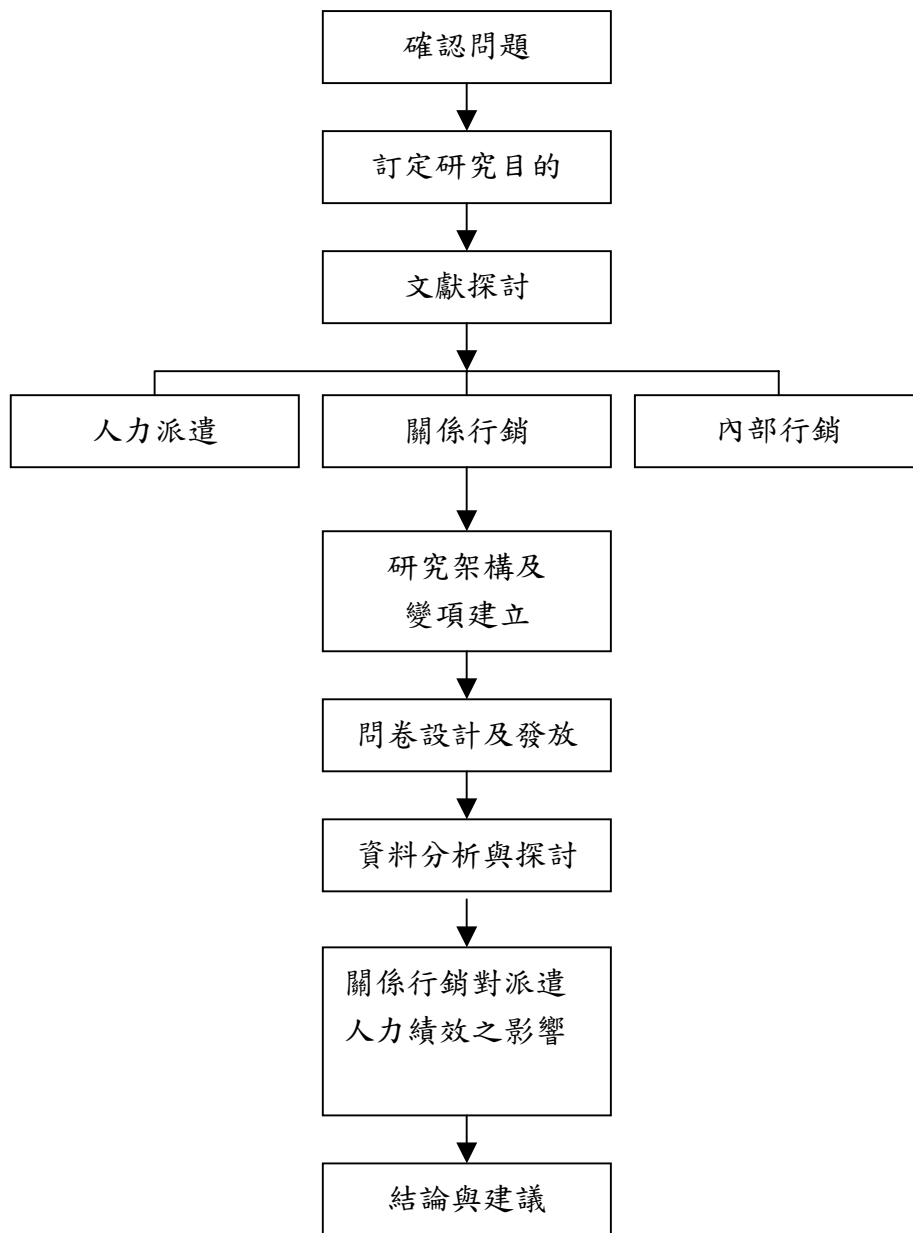 確認問題
訂定研究目的
文獻探討
人力派遣
關係行銷
內部行銷
研究架構及
變項建立
問卷設計及發放
資料分析與探討
關係行銷對派遣
人力績效之影響
結論與建議